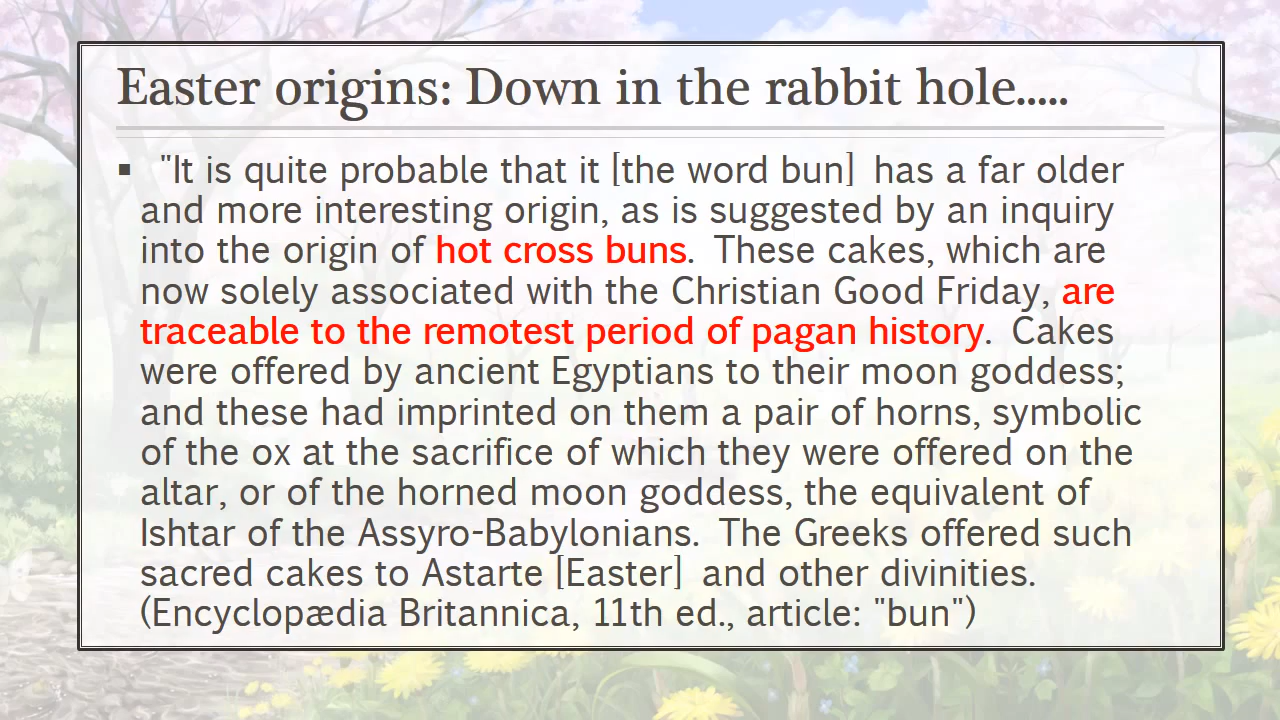 Easter origins: Down in the rabbit hole.....
▪ "It is quite probable that it [the word bun] has a far older
and more interesting origin, as is suggested by an inquiry
into the origin of hot cross buns. These cakes, which are
now solely associated with the Christian Good Friday, are
traceable to the remotest period of pagan history. Cakes
were offered by ancient Egyptians to their moon goddess;
and these had imprinted on them a pair of horns, symbolic
of the ox at the sacrifice of which they were offered on the
altar, or of the horned moon goddess, the equivalent of
Ishtar of the Assyro-Babylonians. The Greeks offered such
sacred cakes to Astarte [Easter] and other divinities.
(Encyclopædia Britannica, 11th ed., article: "bun")